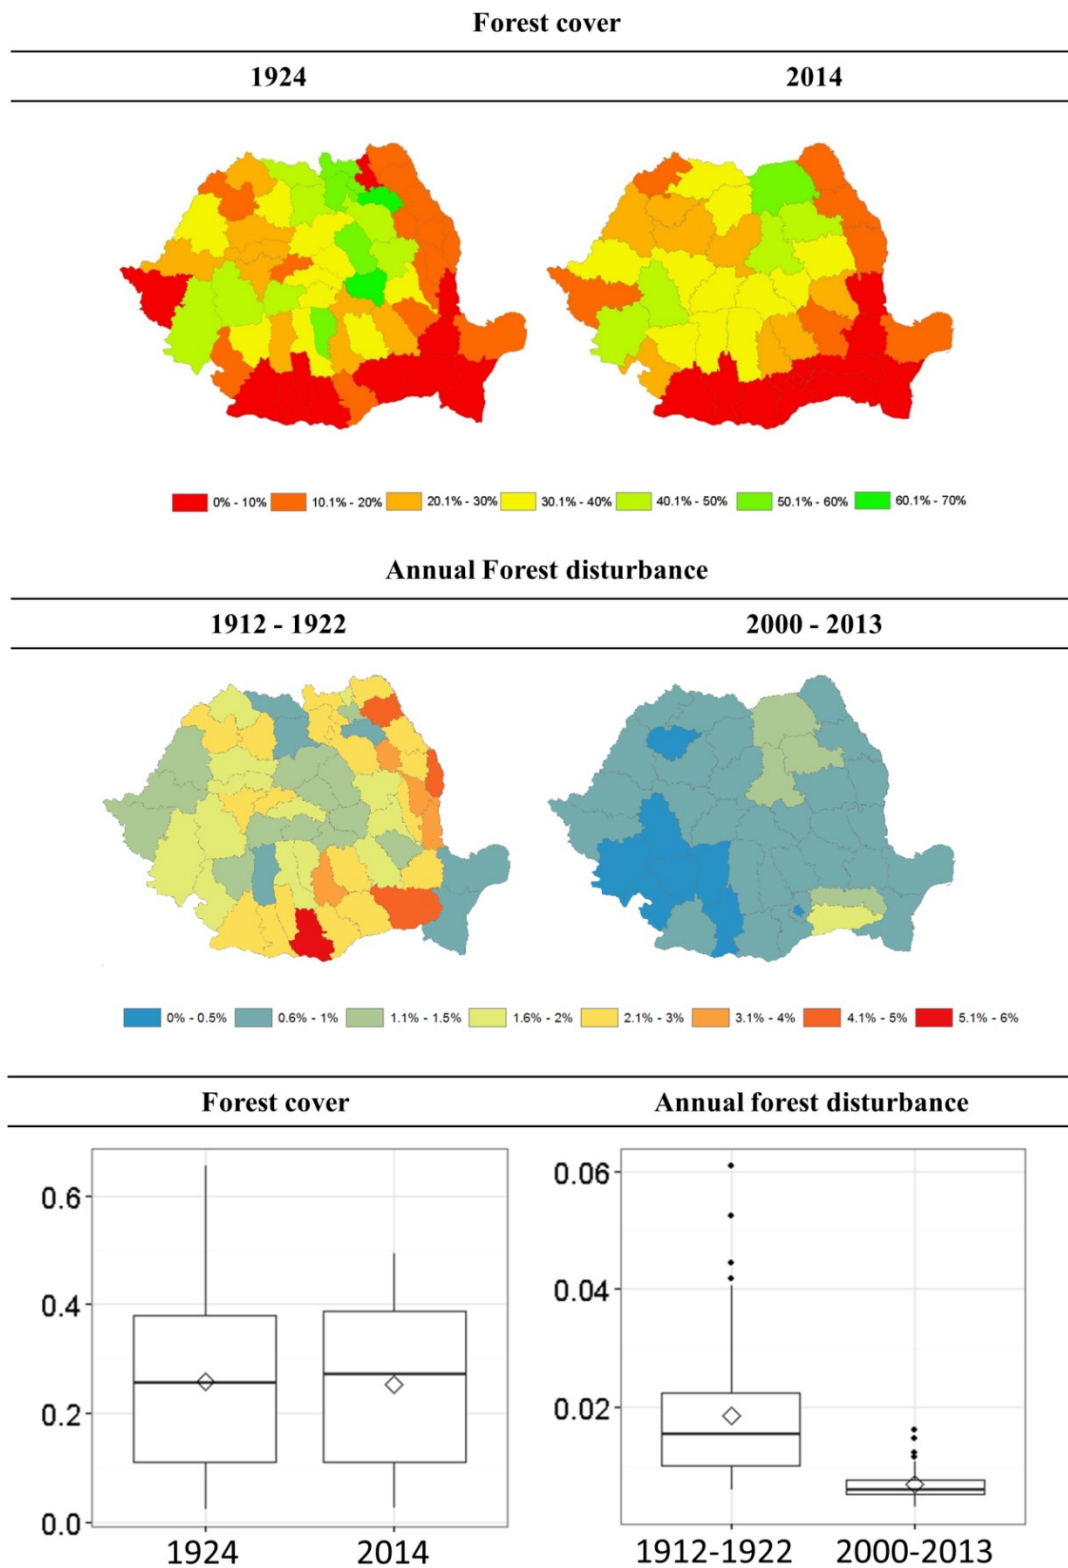 Forest cover
1924 2014
0% - 10% 10.1% - 20% 20.1% - 30% 30.1% - 40% 40.1% - 50% 50.1% - 60% 60.1% - 70%
Annual Forest disturbance
1912 - 1922 2000 - 2013
0% - 0.5% 0.6% - 1% 1.1% - 1.5% 1.6% - 2% 2.1% - 3% 3.1% - 4% 4.1% - 5% 5.1% - 6%
Forest cover Annual forest disturbance
0.6
0.4
0.2
0.0
1924 2014
0.06
0.04
0.02
1912-1922 2000-2013